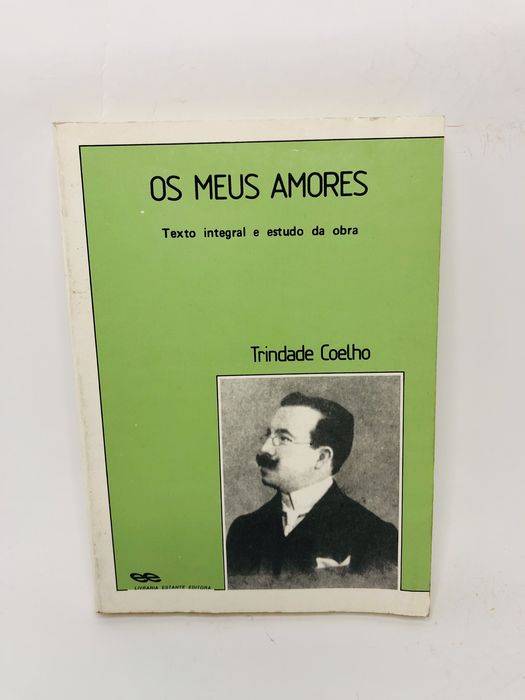 OS MEUS AMORES
Texto integral e estudo da obra
Trindade Coelho
LIVRARIA ESTANTE EDITORA